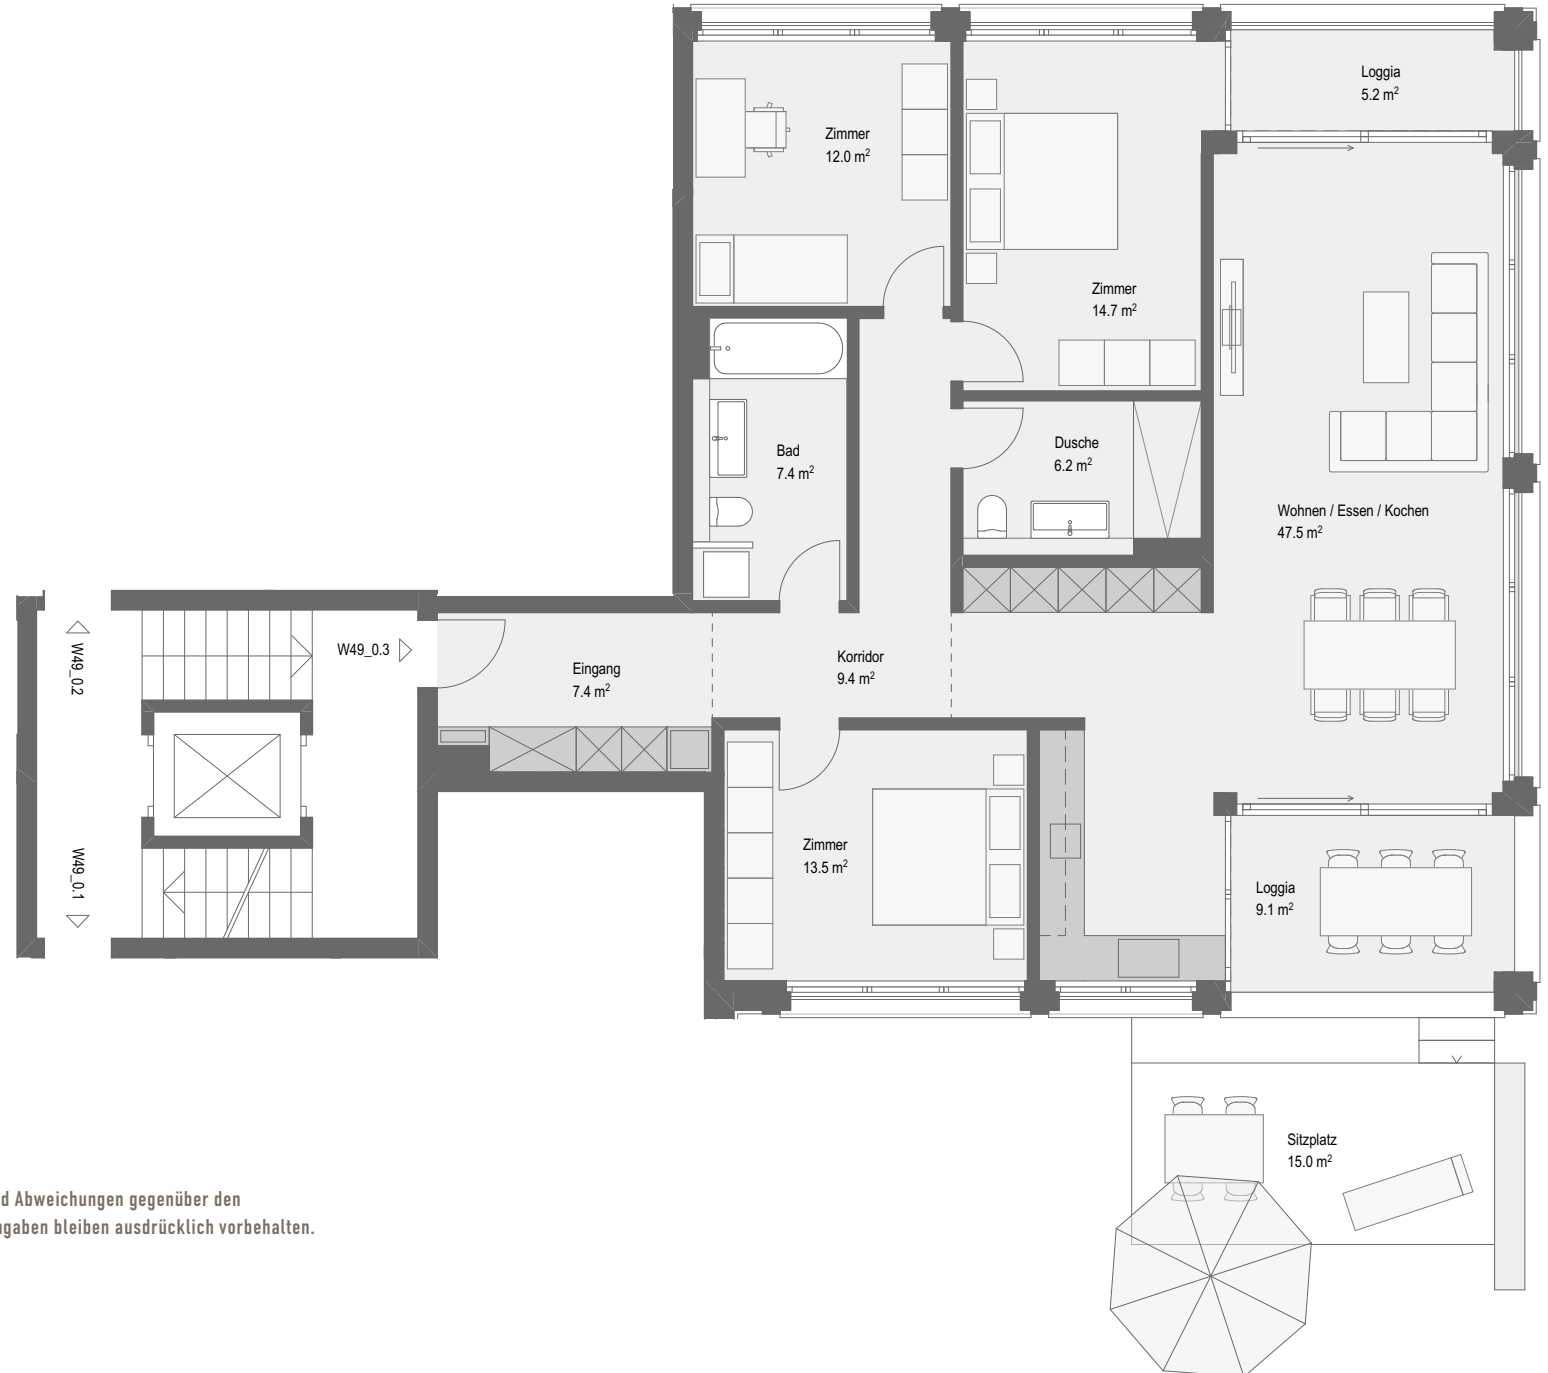 Loggia
5.2 m²
Zimmer
12.0 m²
Zimmer
14.7 m²
Dusche
6.2 m²
Bad
7.4 m²
Wohnen / Essen / Kochen
47.5 m²
W49_0.2
W49_0.3
Eingang
7.4 m²
Korridor
9.4 m²
W49_0.1
Zimmer
13.5 m²
Loggia
9.1 m²
Sitzplatz
15.0 m²
d Abweichungen gegenüber den
gaben bleiben ausdrücklich vorbehalten.